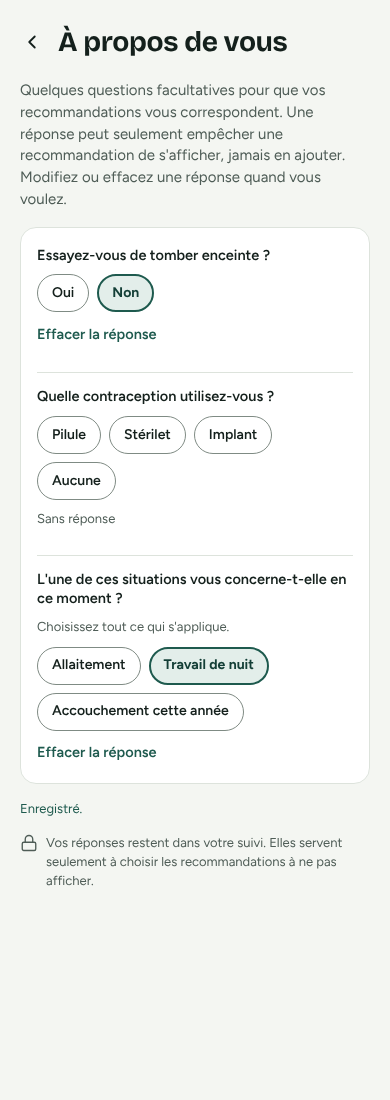 À propos de vous
Quelques questions facultatives pour que vos
recommandations vous correspondent. Une
réponse peut seulement empêcher une
recommandation de s'afficher, jamais en ajouter.
Modifiez ou effacez une réponse quand vous
voulez.
Essayez-vous de tomber enceinte ?
Oui Non
Effacer la réponse
Quelle contraception utilisez-vous ?
Pilule Stérilet Implant
Aucune
Sans réponse
L'une de ces situations vous concerne-t-elle en
ce moment ?
Choisissez tout ce qui s'applique.
Allaitement Travail de nuit
Accouchement cette année
Effacer la réponse
Enregistré.
Vos réponses restent dans votre suivi. Elles servent
seulement à choisir les recommandations à ne pas
afficher.